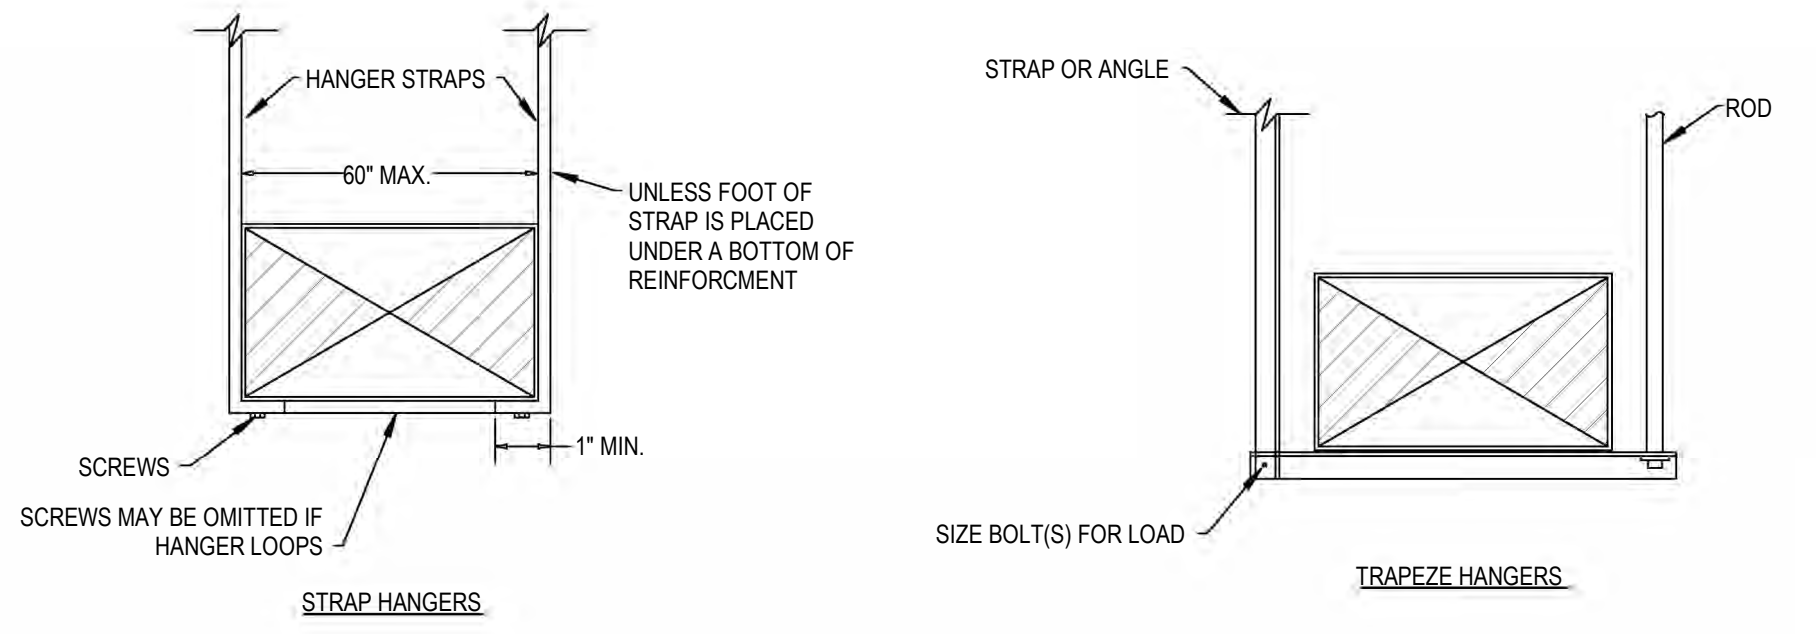 HANGER STRAPS
60" MAX.
UNLESS FOOT OF
STRAP IS PLACED
UNDER A BOTTOM OF
REINFORCMENT
1" MIN.
SCREWS
SCREWS MAY BE OMITTED IF
HANGER LOOPS
STRAP HANGERS
STRAP OR ANGLE
ROD
SIZE BOLT(S) FOR LOAD
TRAPEZE HANGERS